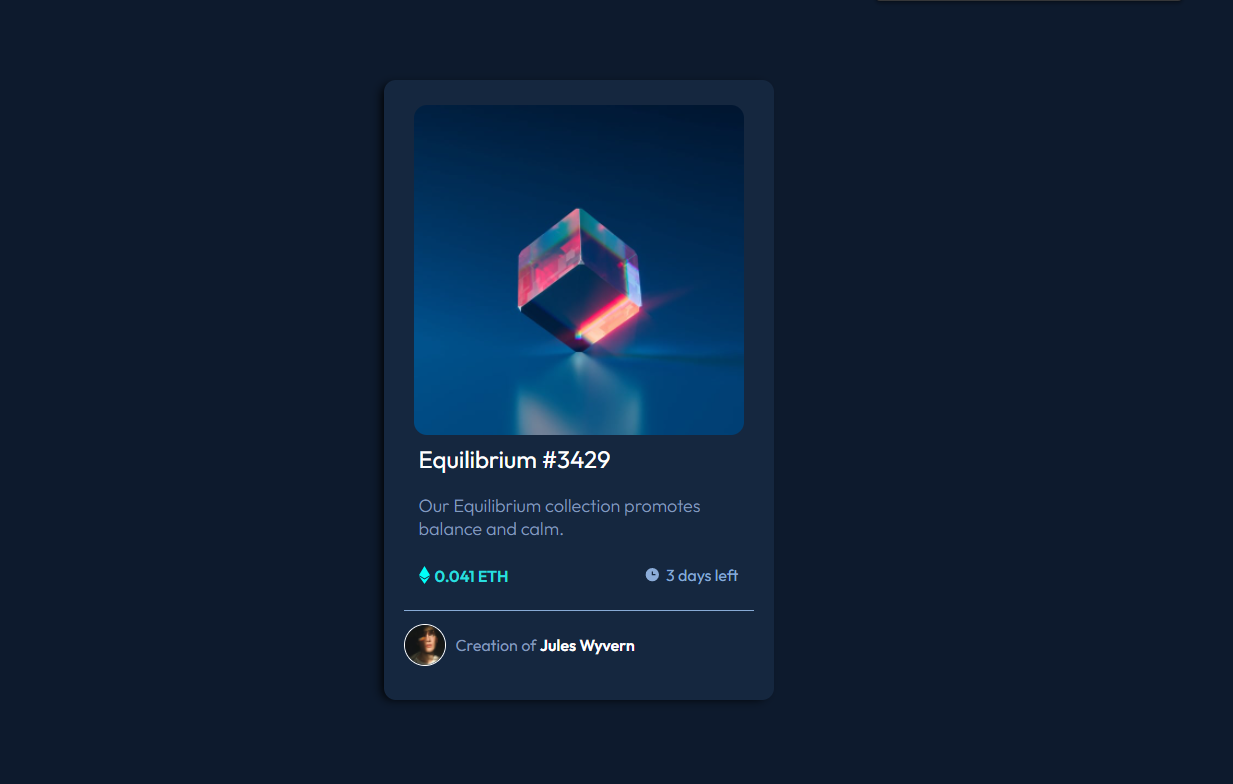 Equilibrium #3429
Our Equilibrium collection promotes
balance and calm.
0.041 ETH
3 days left
Creation of Jules Wyvern